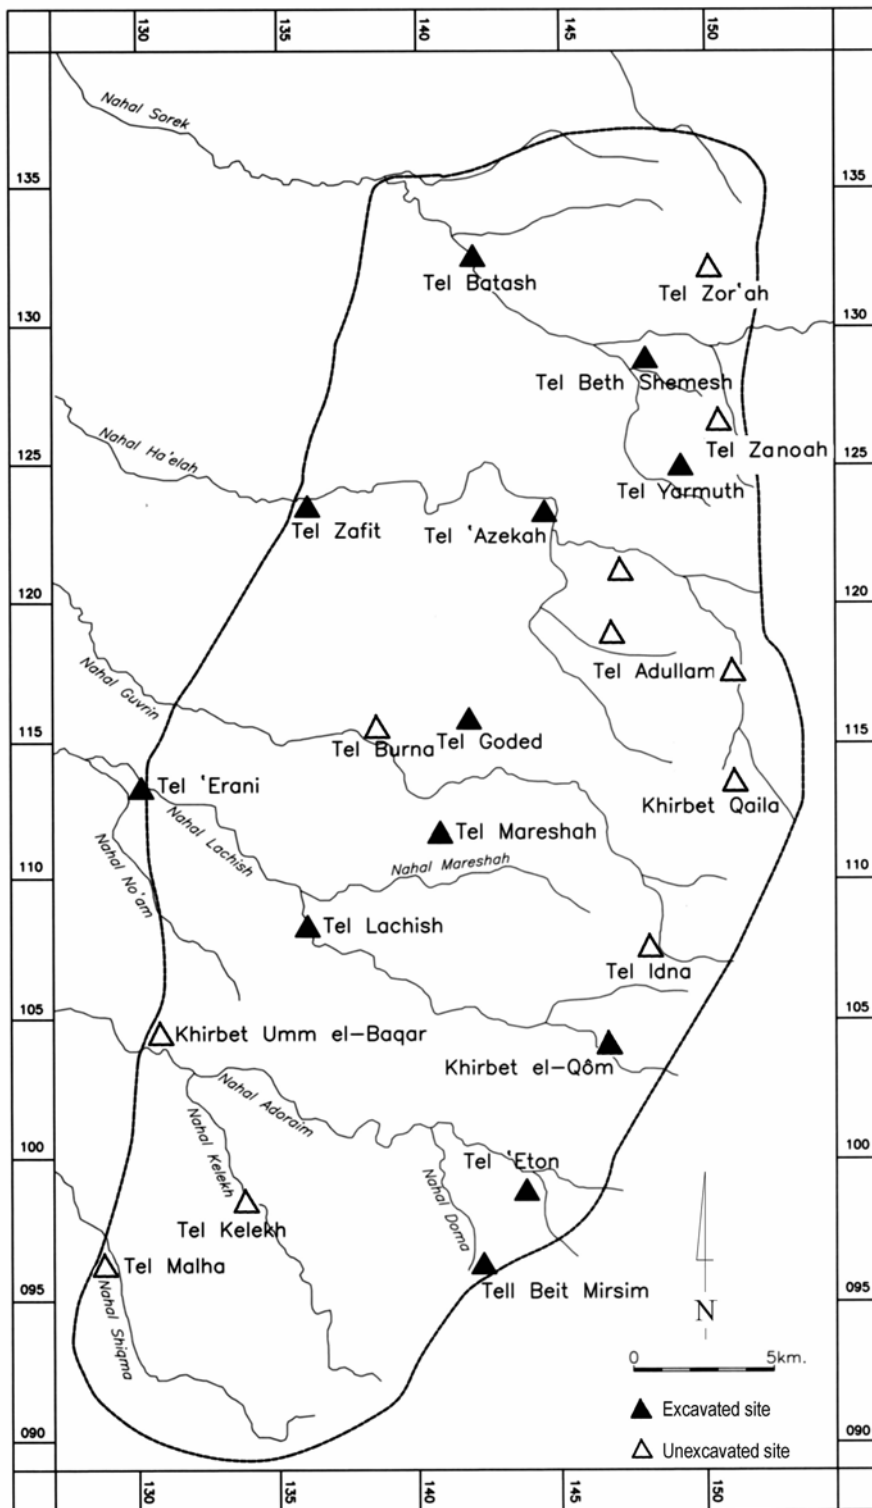 130
135
140
145
150
Nahal Sorek
135
135
Tel Batash
Tel Zor'ah
130
130
Tel Beth Shemesh
Tel Zanoah
Nahal Ha'elah
125
125
Tel Yarmuth
Tel Zafit
Tel 'Azekah
120
120
Tel Adullam
Nahal Guvrin
115
115
Tel Burna
Tel Goded
Tel 'Erani
Khirbet Qaila
Nahal Lachish
Tel Mareshah
Nahal No'am
Nahal Mareshah
110
110
Tel Lachish
Tel Idna
105
105
Khirbet Umm el-Baqar
Khirbet el-Qôm
Nahal Adoraim
Nahal Kelekh
100
100
Tel 'Eton
Nahal Doma
Tel Kelekh
Tel Malha
Tell Beit Mirsim
095
095
Nahal Shiqma
N
0 5km.
Excavated site
090
090
Unexcavated site
130
135
140
145
150